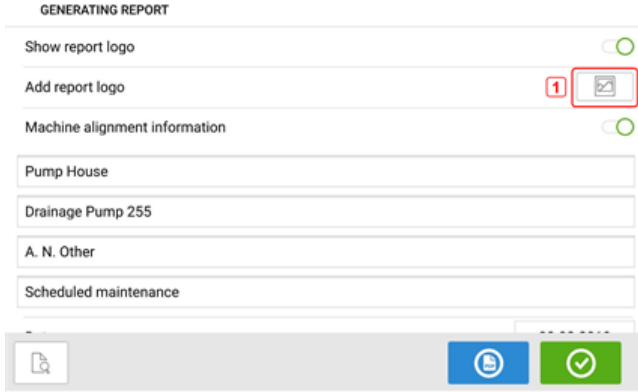 GENERATING REPORT
Show report logo
Add report logo
1
Machine alignment information
Pump House
Drainage Pump 255
A. N. Other
Scheduled maintenance